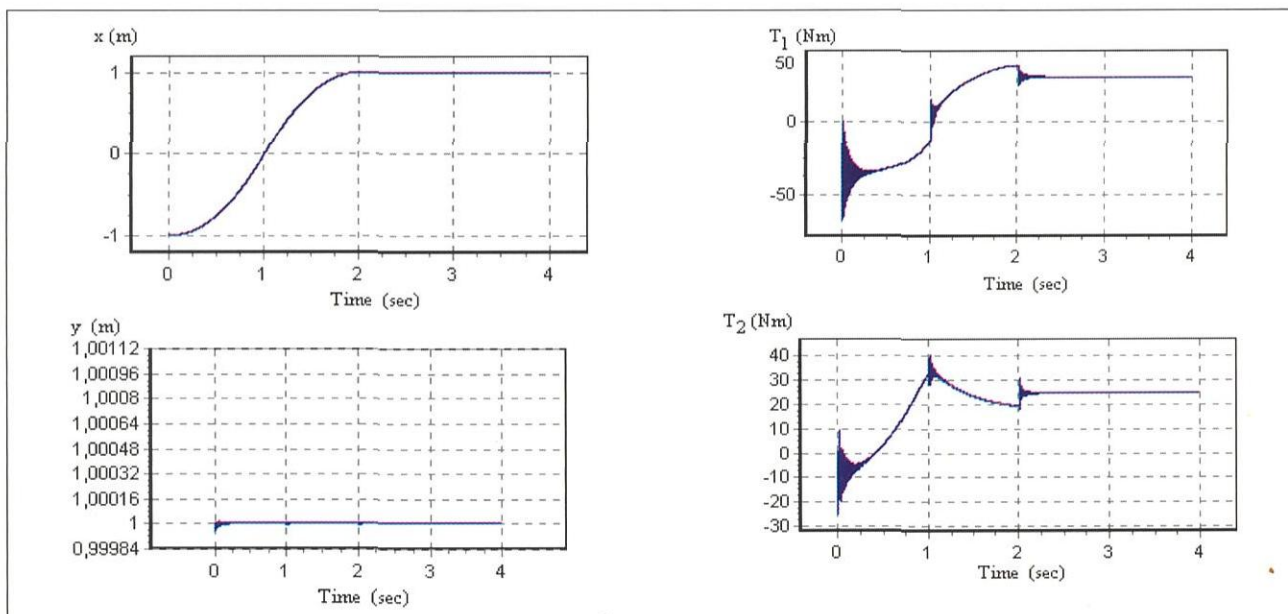 x (m)
1
0
-1
0 1 2 3 4
Time (sec)
T1 (Nm)
50
0
-50
0 1 2 3 4
Time (sec)
y (m)
1,00112
1,00096
1,0008
1,00064
1,00048
1,00032
1,00016
1
0,99984
0 1 2 3 4
Time (sec)
T2 (Nm)
40
30
20
10
0
-10
-20
-30
0 1 2 3 4
Time (sec)